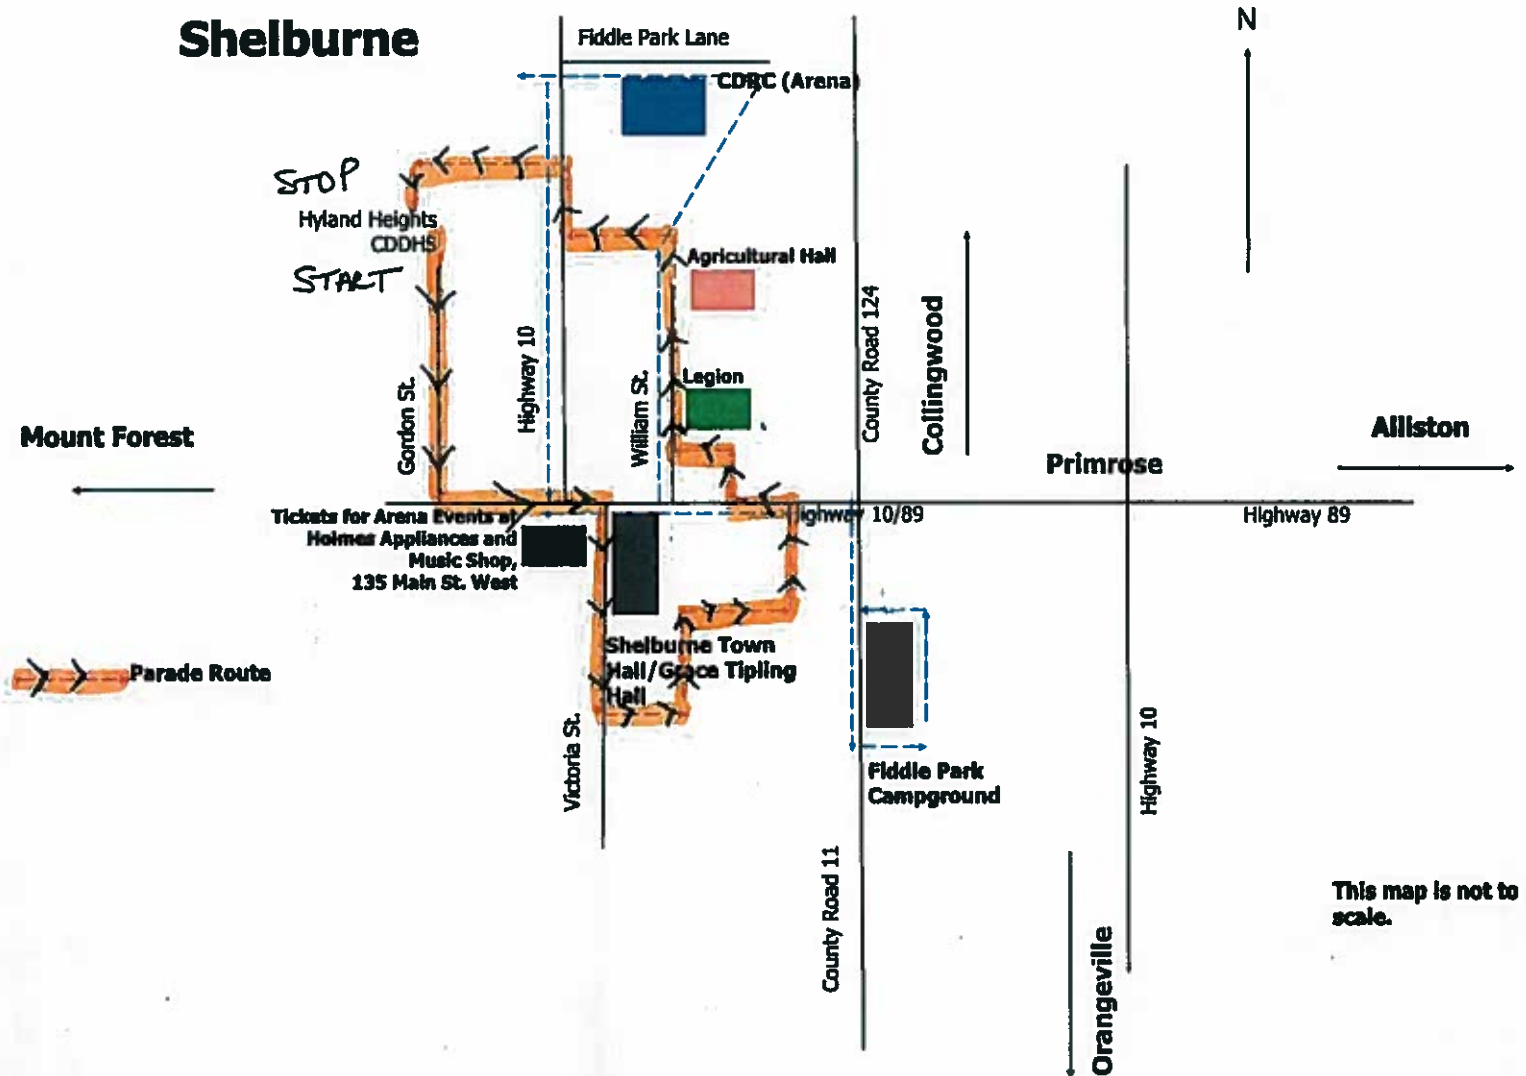 Shelburne
Fiddle Park Lane
N
CDRC (Arena)
STOP
Hyland Heights
CDDHS
START
Agricultural Hall
Highway 10
Gordon St.
William St.
Legion
County Road 124
Collingwood
Mount Forest
Alliston
Primrose
Tickets for Arena Events at
Holmes Appliances and
Music Shop,
135 Main St. West
Highway 10/89
Highway 89
Shelburne Town
Hall/Grace Tipling
Hall
Parade Route
Victoria St.
Fiddle Park
Campground
Highway 10
County Road 11
Orangeville
This map is not to
scale.